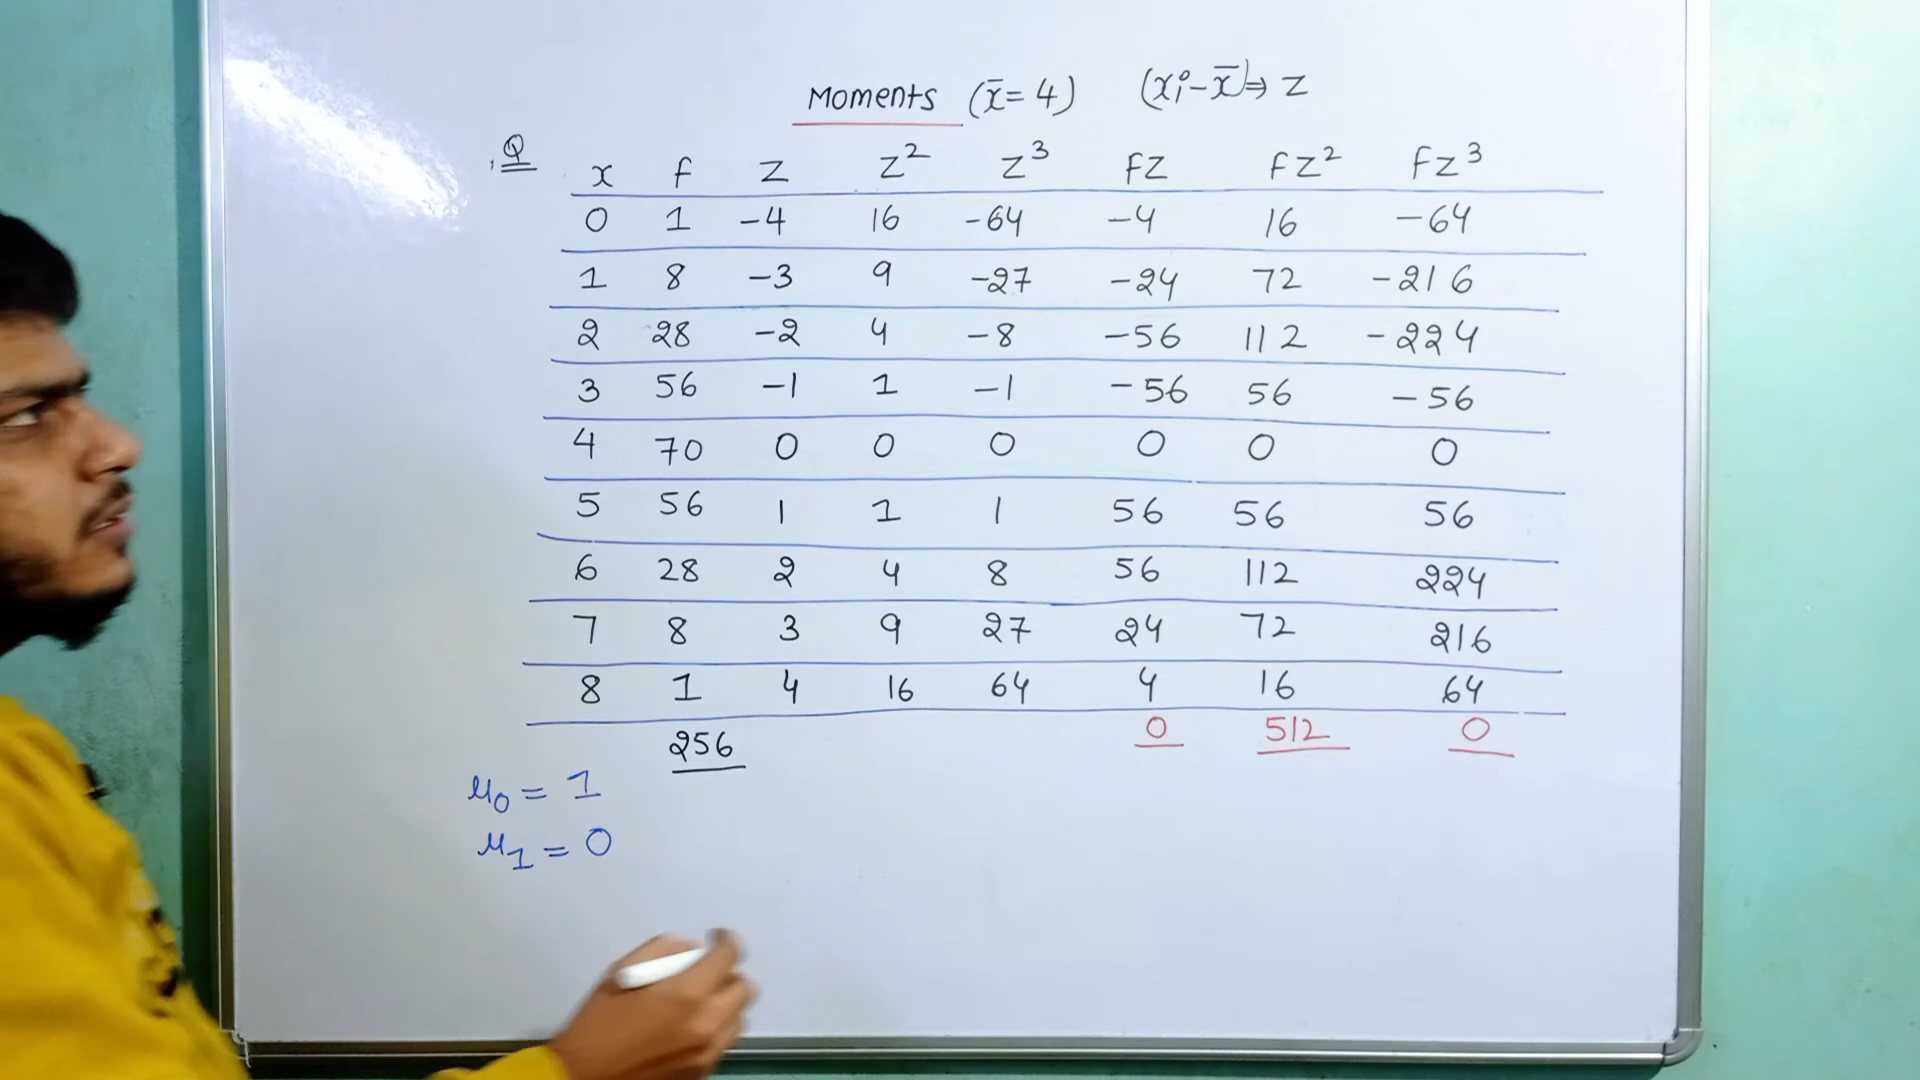 Moments (x̄ = 4) (xi - x̄) ⇒ Z
Q
x f Z Z² Z³ FZ FZ² FZ³
0 1 -4 16 -64 -4 16 -64
1 8 -3 9 -27 -24 72 -216
2 28 -2 4 -8 -56 112 -224
3 56 -1 1 -1 -56 56 -56
4 70 0 0 0 0 0 0
5 56 1 1 1 56 56 56
6 28 2 4 8 56 112 224
7 8 3 9 27 24 72 216
8 1 4 16 64 4 16 64
256 0 512 0
μ₀ = 1
μ₁ = 0